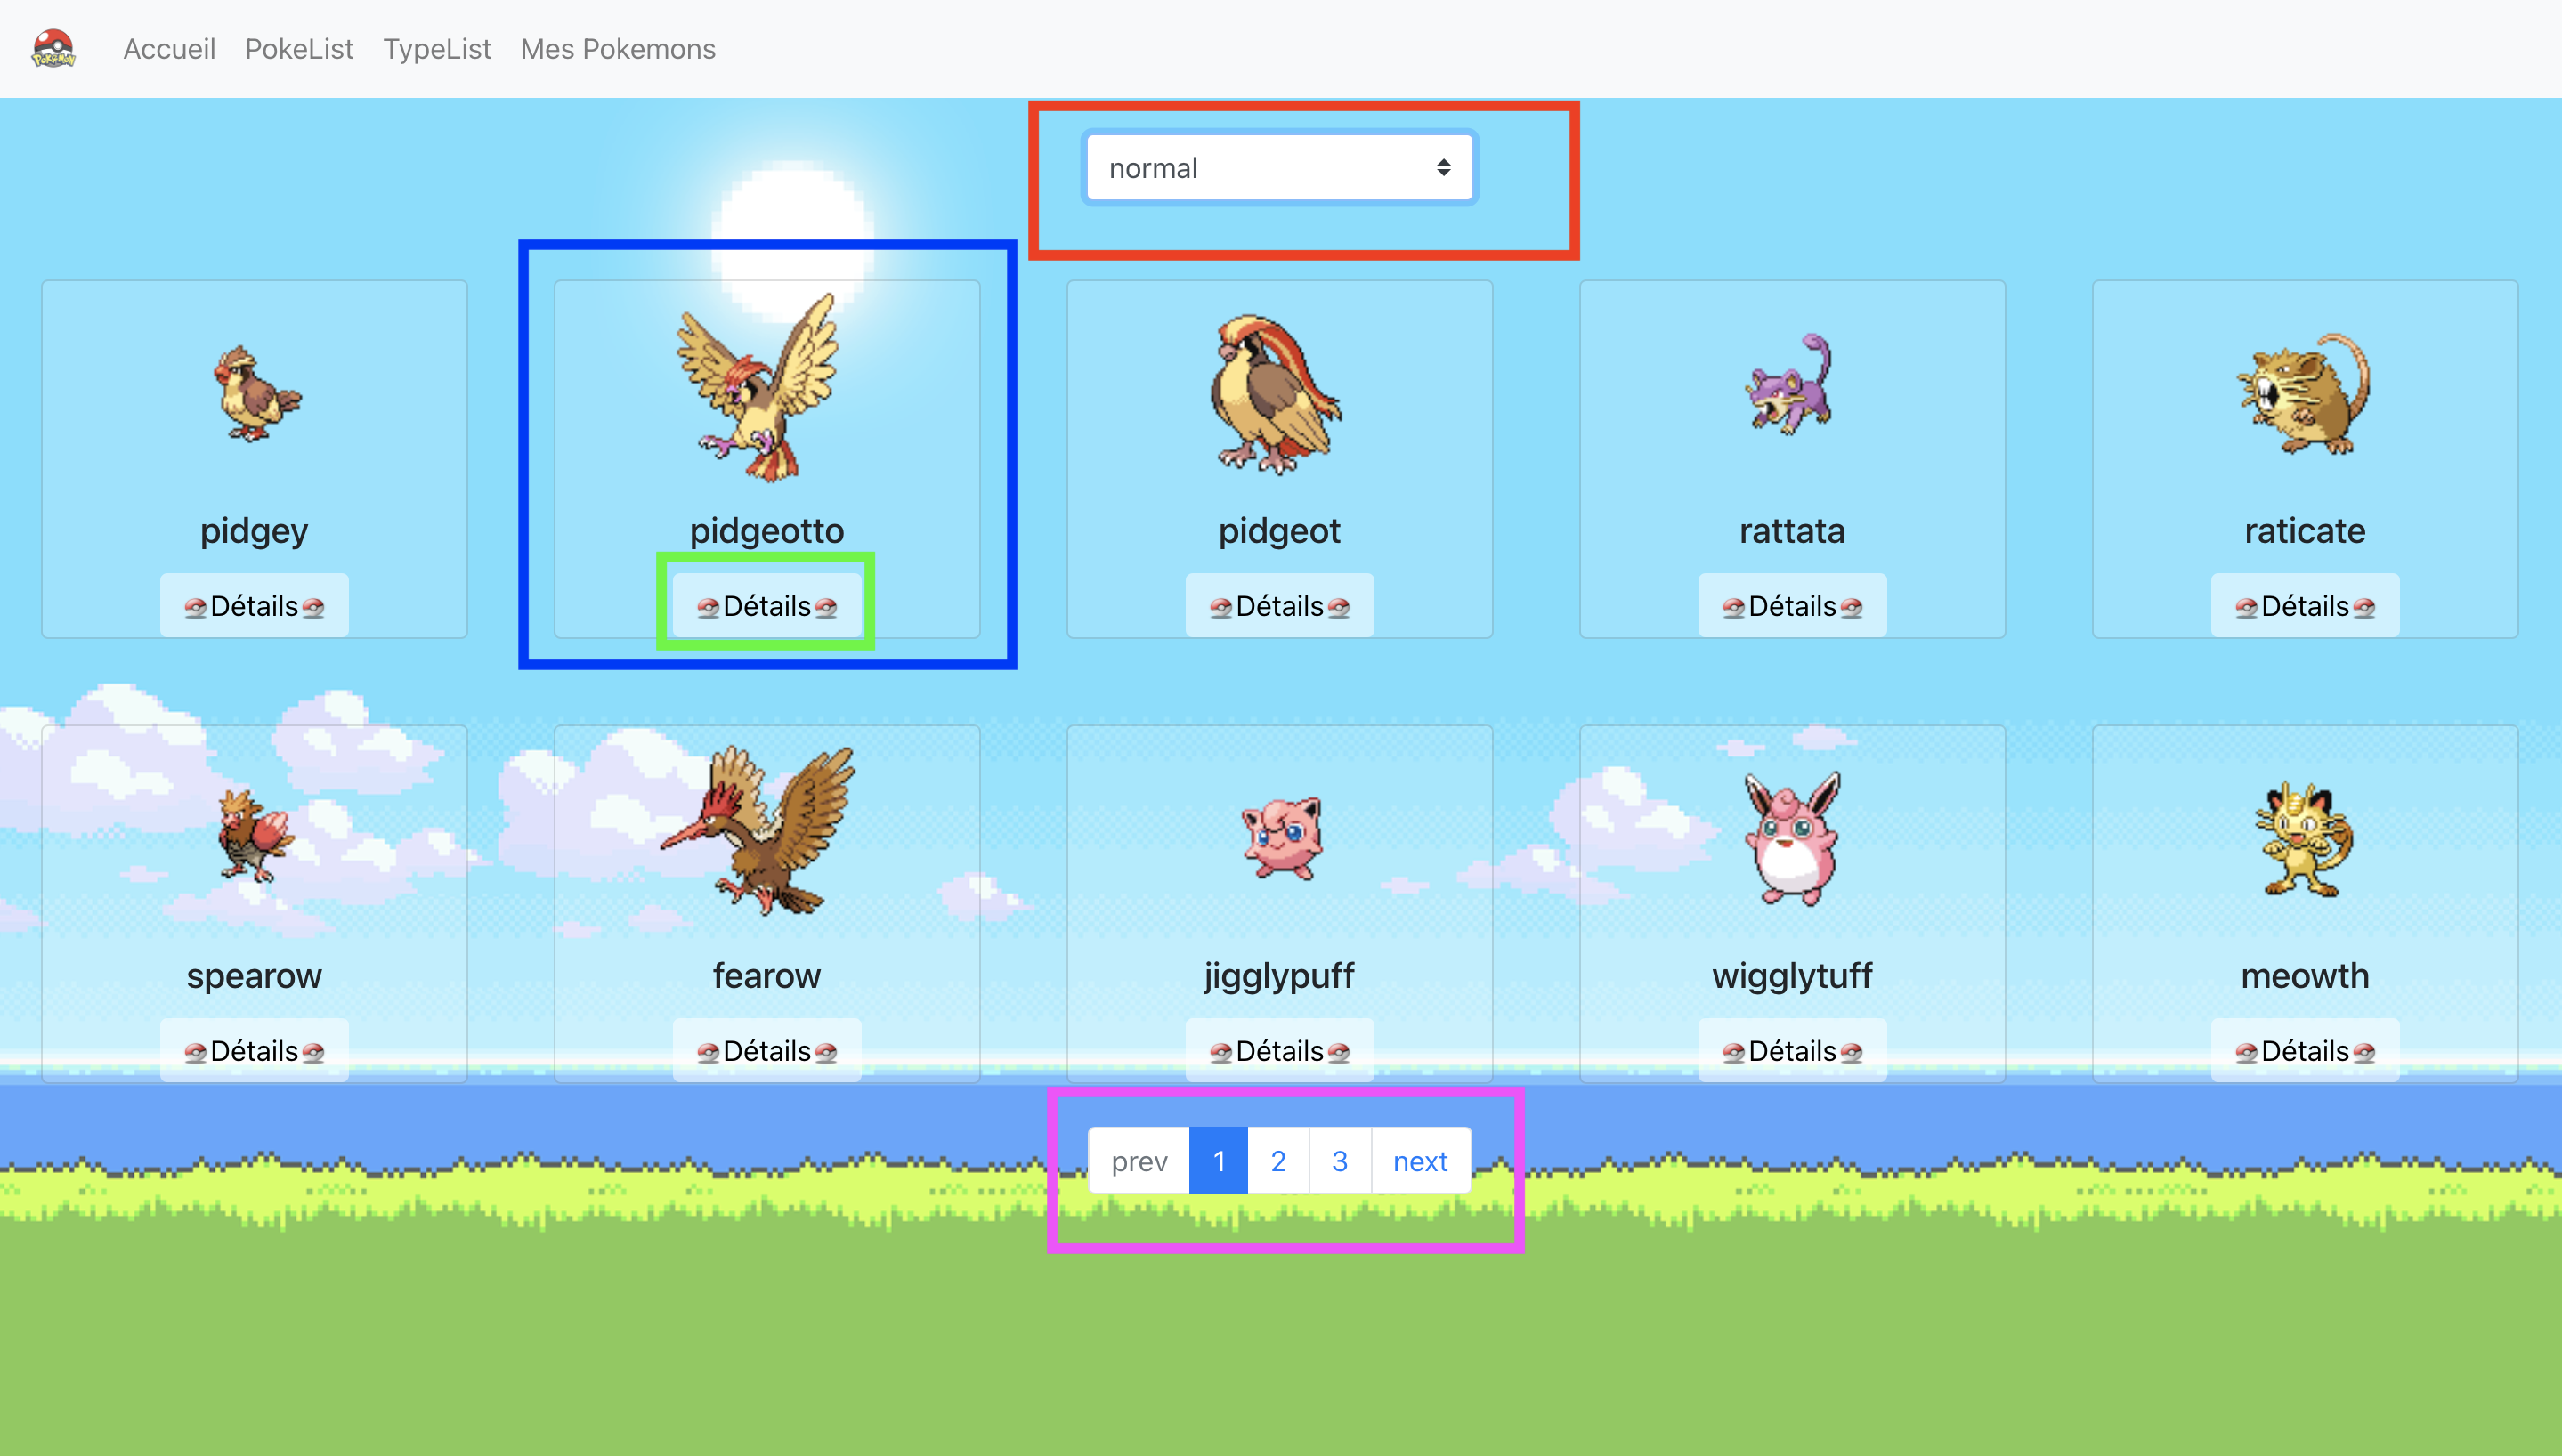 POKéMON
Accueil PokeList TypeList Mes Pokemons
normal
pidgey pidgeotto pidgeot rattata raticate
Détails Détails Détails Détails Détails
spearow fearow jigglypuff wigglytuff meowth
Détails Détails Détails Détails Détails
prev 1 2 3 next